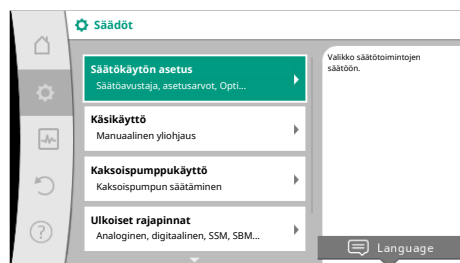 Säädöt
Säätökäytön asetus
Säätöavustaja, asetusarvot, Opti...
Käsikäyttö
Manuaalinen yliohjaus
Kaksoispumppukäyttö
Kaksoispumpun säätäminen
Ulkoiset rajapinnat
Analoginen, digitaalinen, SSM, SBM...
Valikko säätötoimintojen
säätöön.
Language